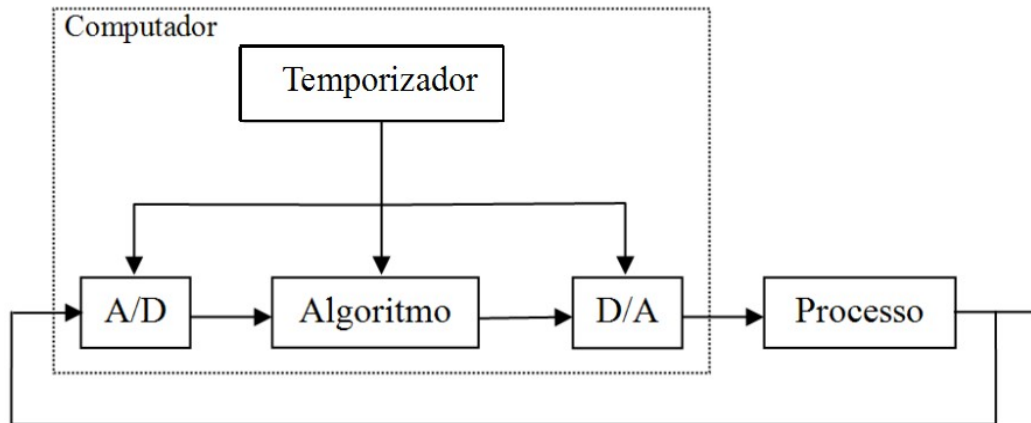 Computador
Temporizador
A/D
Algoritmo
D/A
Processo